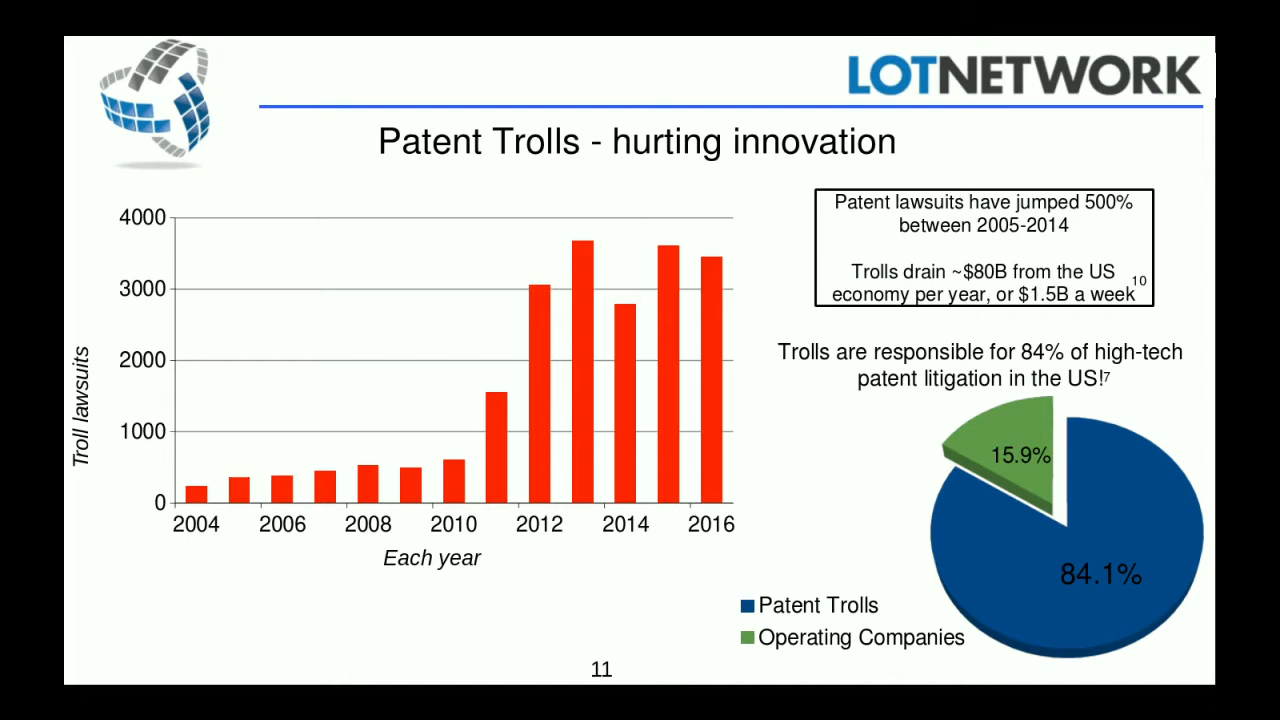 LOTNETWORK
Patent Trolls - hurting innovation
4000
3000
2000
1000
0
Troll lawsuits
2004 2006 2008 2010 2012 2014 2016
Each year
Patent lawsuits have jumped 500%
between 2005-2014
Trolls drain ~$80B from the US
economy per year, or $1.5B a week10
Trolls are responsible for 84% of high-tech
patent litigation in the US!7
15.9%
84.1%
Patent Trolls
Operating Companies
11